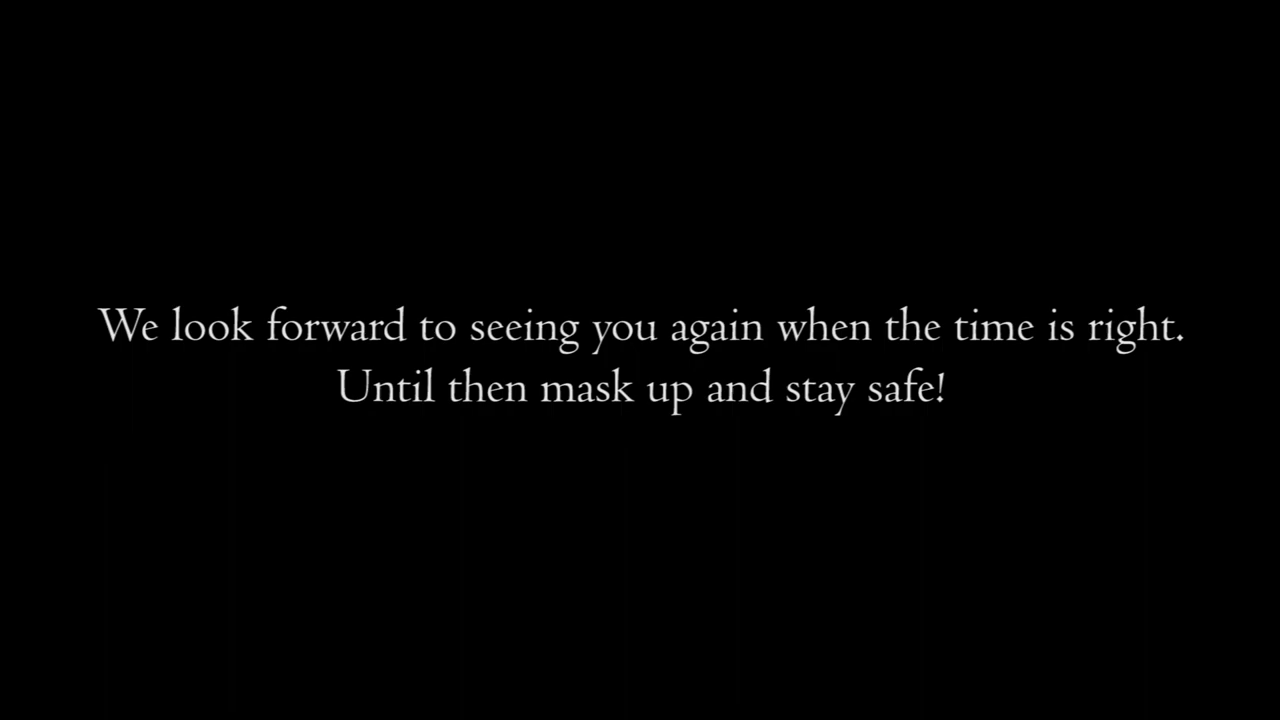 We look forward to seeing you again when the time is right.
Until then mask up and stay safe!